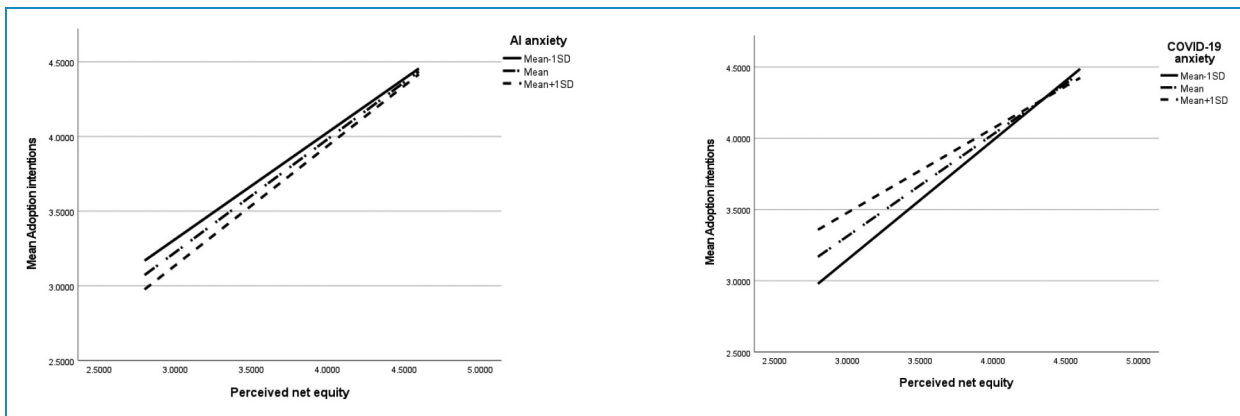 AI anxiety
Mean-1SD
Mean
Mean+1SD
4.5000
4.0000
3.5000
3.0000
2.5000
Mean Adoption intentions
2.5000 3.0000 3.5000 4.0000 4.5000 5.0000
Perceived net equity
COVID-19
anxiety
Mean-1SD
Mean
Mean+1SD
4.5000
4.0000
3.5000
3.0000
2.5000
Mean Adoption intentions
2.5000 3.0000 3.5000 4.0000 4.5000 5.0000
Perceived net equity